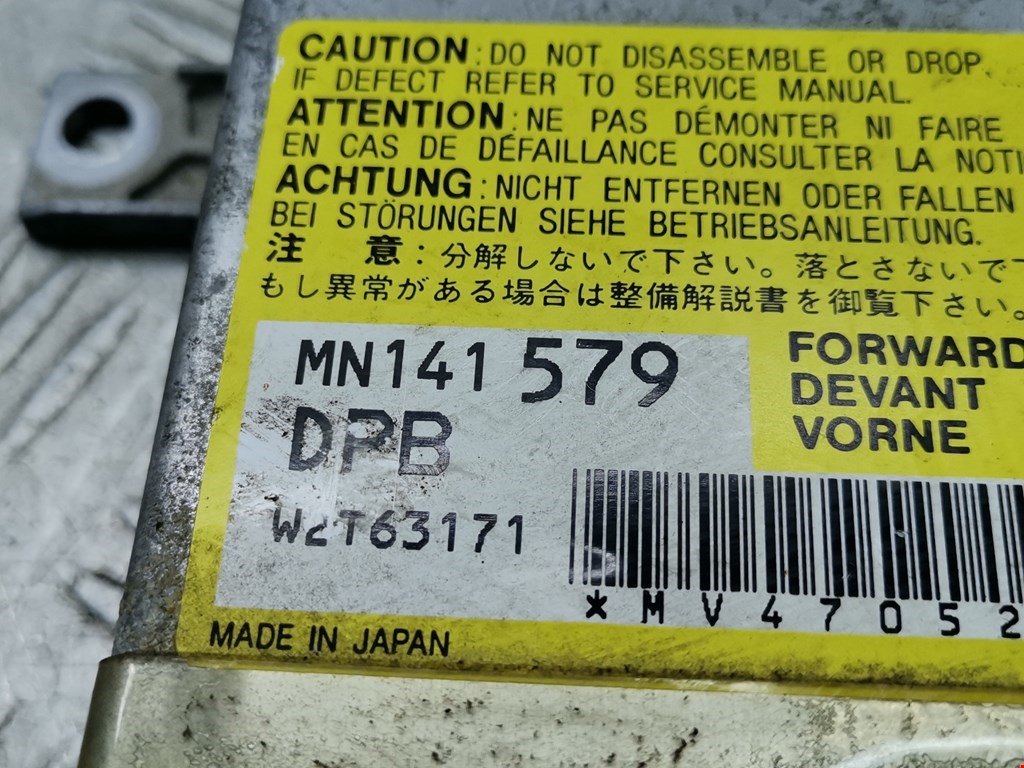 CAUTION: DO NOT DISASSEMBLE OR DROP.
IF DEFECT REFER TO SERVICE MANUAL.
ATTENTION: NE PAS DÉMONTER NI FAIRE
EN CAS DE DÉFAILLANCE CONSULTER LA NOTI
ACHTUNG: NICHT ENTFERNEN ODER FALLEN
BEI STÖRUNGEN SIEHE BETRIEBSANLEITUNG.
注 意:分解しないで下さい。落とさないで下
もし異常がある場合は整備解説書を御覧下さい。
MN141 579
DPB
W2T63171
FORWARD
DEVANT
VORNE
*MV47052
MADE IN JAPAN